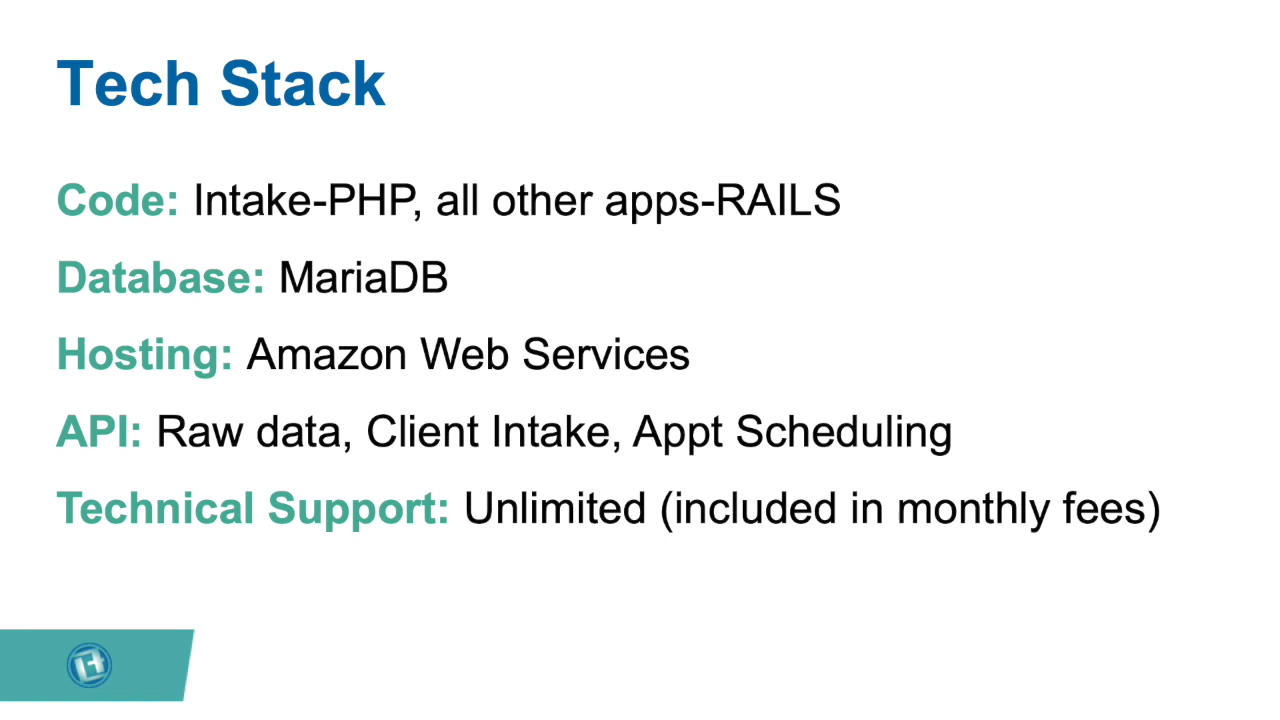 Tech Stack
Code: Intake-PHP, all other apps-RAILS
Database: MariaDB
Hosting: Amazon Web Services
API: Raw data, Client Intake, Appt Scheduling
Technical Support: Unlimited (included in monthly fees)